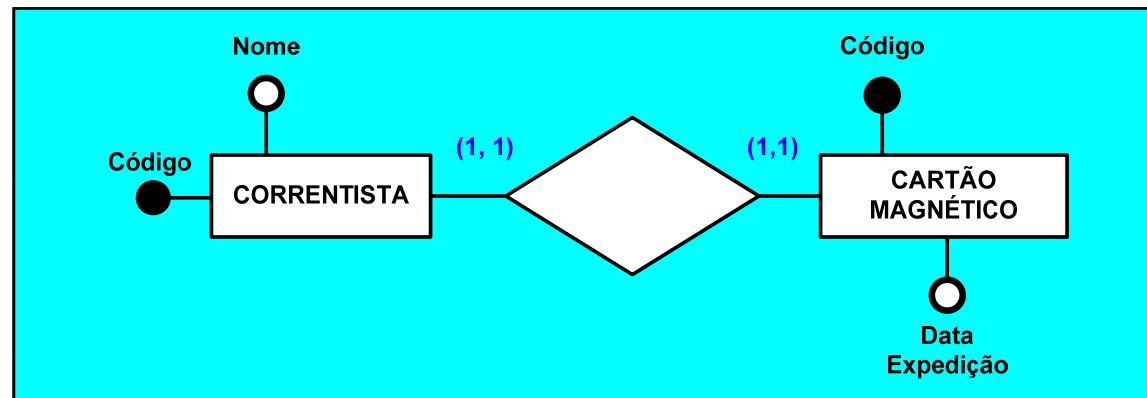 Nome
Código
(1, 1)
(1,1)
Código
CORRENTISTA
CARTÃO
MAGNÉTICO
Data
Expedição